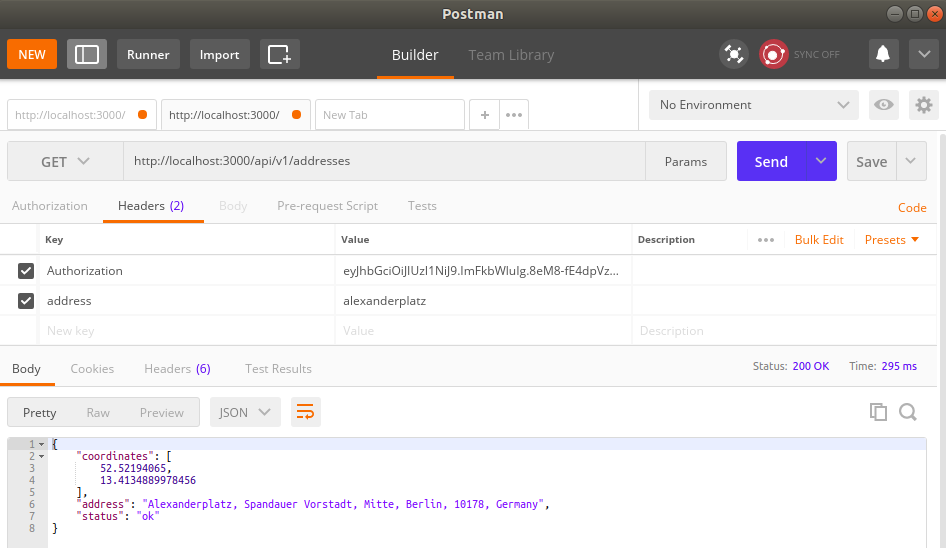 Postman
NEW Runner Import Builder Team Library SYNC OFF
http://localhost:3000/ http://localhost:3000/ New Tab + ••• No Environment
GET http://localhost:3000/api/v1/addresses Params Send Save
Authorization Headers (2) Body Pre-request Script Tests Code
Key Value Description ••• Bulk Edit Presets
Authorization eyJhbGciOiJIUzI1NiJ9.ImFkbWluIg.8eM8-fE4dpVz...
address alexanderplatz
New key Value Description
Body Cookies Headers (6) Test Results Status: 200 OK Time: 295 ms
Pretty Raw Preview JSON
1 {
2 "coordinates": [
3 52.52194065,
4 13.4134889978456
5 ],
6 "address": "Alexanderplatz, Spandauer Vorstadt, Mitte, Berlin, 10178, Germany",
7 "status": "ok"
8 }